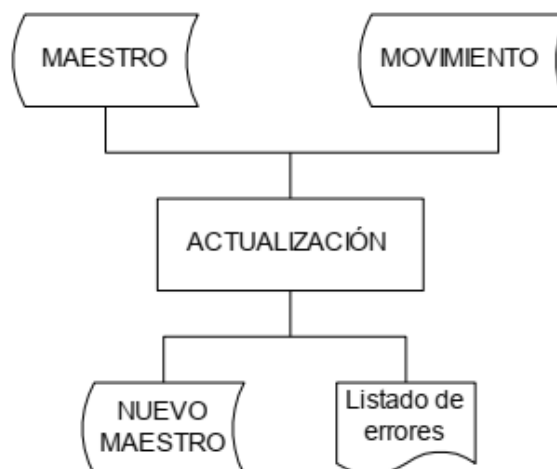 MAESTRO
MOVIMIENTO
ACTUALIZACIÓN
NUEVO
MAESTRO
Listado de
errores